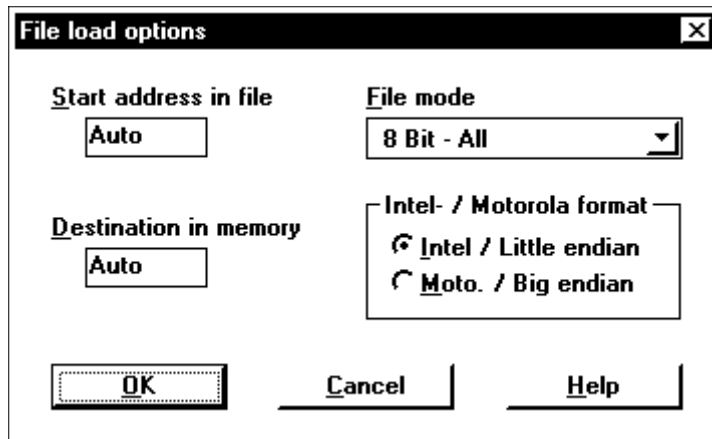 File load options
Start address in file
Auto
File mode
8 Bit - All
Destination in memory
Auto
Intel- / Motorola format
Intel / Little endian
Moto. / Big endian
OK
Cancel
Help